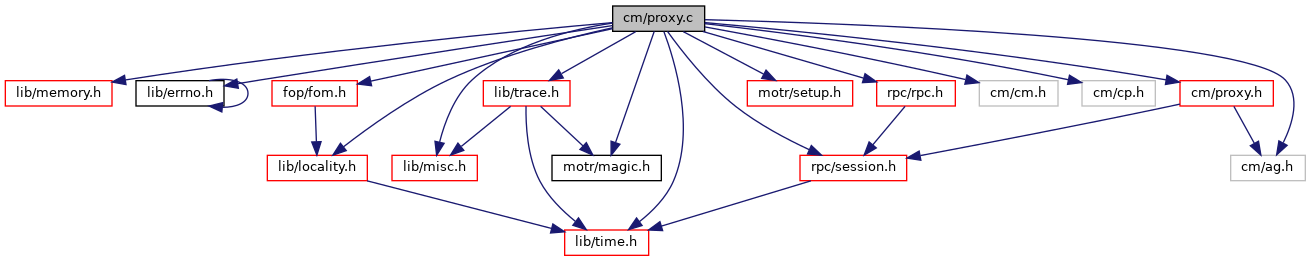 cm/proxy.c
lib/memory.h
lib/errno.h
fop/fom.h
lib/trace.h
motr/setup.h
rpc/rpc.h
cm/cm.h
cm/cp.h
cm/proxy.h
lib/locality.h
lib/misc.h
motr/magic.h
rpc/session.h
cm/ag.h
lib/time.h